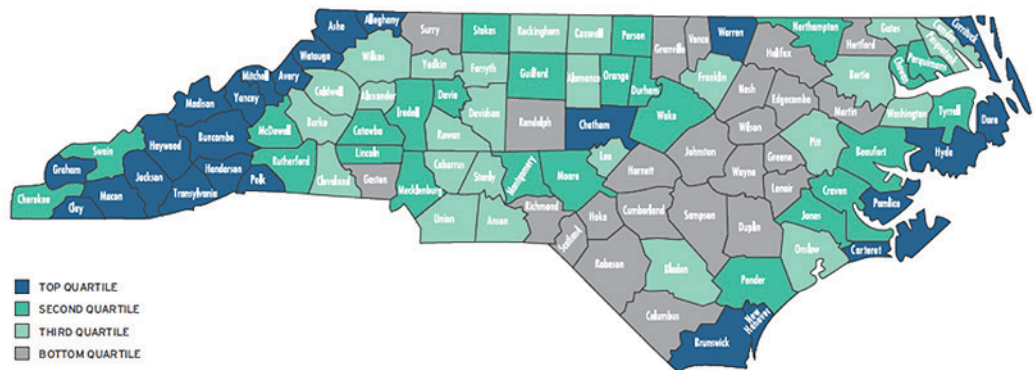 Ashe
Alleghany
Surry
Stokes
Rockingham
Caswell
Person
Granville
Vance
Warren
Northampton
Gates
Camden
Currituck
Pasquotank
Perquimans
Chowan
Hertford
Halifax
Watauga
Wilkes
Yadkin
Forsyth
Guilford
Alamance
Orange
Durham
Franklin
Bertie
Mitchell
Avery
Caldwell
Alexander
Davie
Nash
Edgecombe
Martin
Washington
Tyrrell
Dare
Madison
Yancey
Iredell
Davidson
Randolph
Chatham
Wake
Wilson
Pitt
Beaufort
Hyde
Swain
Haywood
Buncombe
McDowell
Burke
Catawba
Rowan
Lee
Johnston
Greene
Graham
Jackson
Henderson
Rutherford
Lincoln
Cabarrus
Stanly
Montgomery
Moore
Harnett
Wayne
Lenoir
Craven
Pamlico
Cherokee
Clay
Macon
Transylvania
Polk
Cleveland
Gaston
Mecklenburg
Union
Anson
Richmond
Scotland
Hoke
Cumberland
Sampson
Duplin
Jones
Onslow
Carteret
Robeson
Bladen
Pender
Columbus
Brunswick
New
Hanover
TOP QUARTILE
SECOND QUARTILE
THIRD QUARTILE
BOTTOM QUARTILE